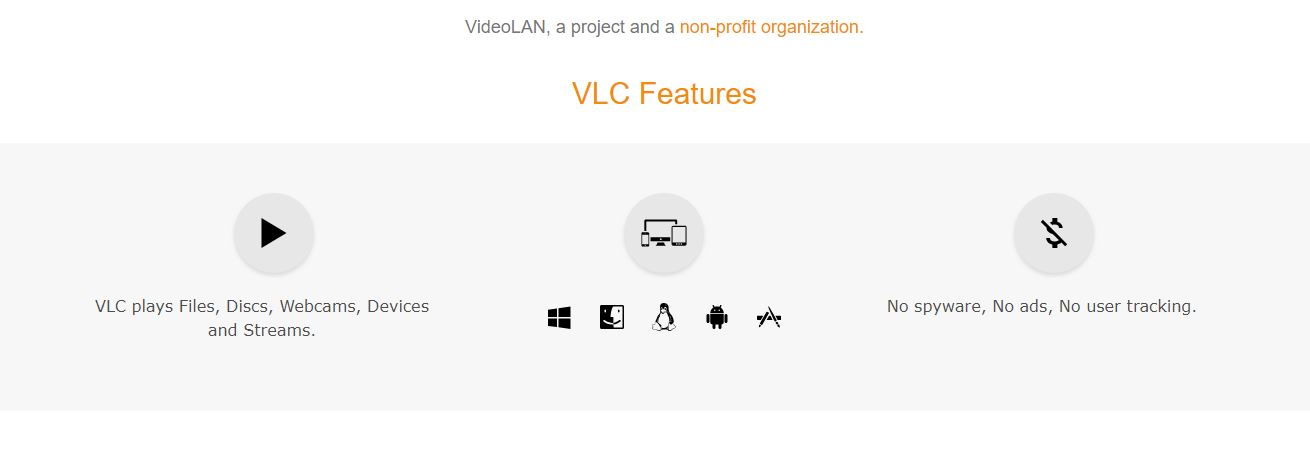 VideoLAN, a project and a non-profit organization.
VLC Features
VLC plays Files, Discs, Webcams, Devices
and Streams.
No spyware, No ads, No user tracking.